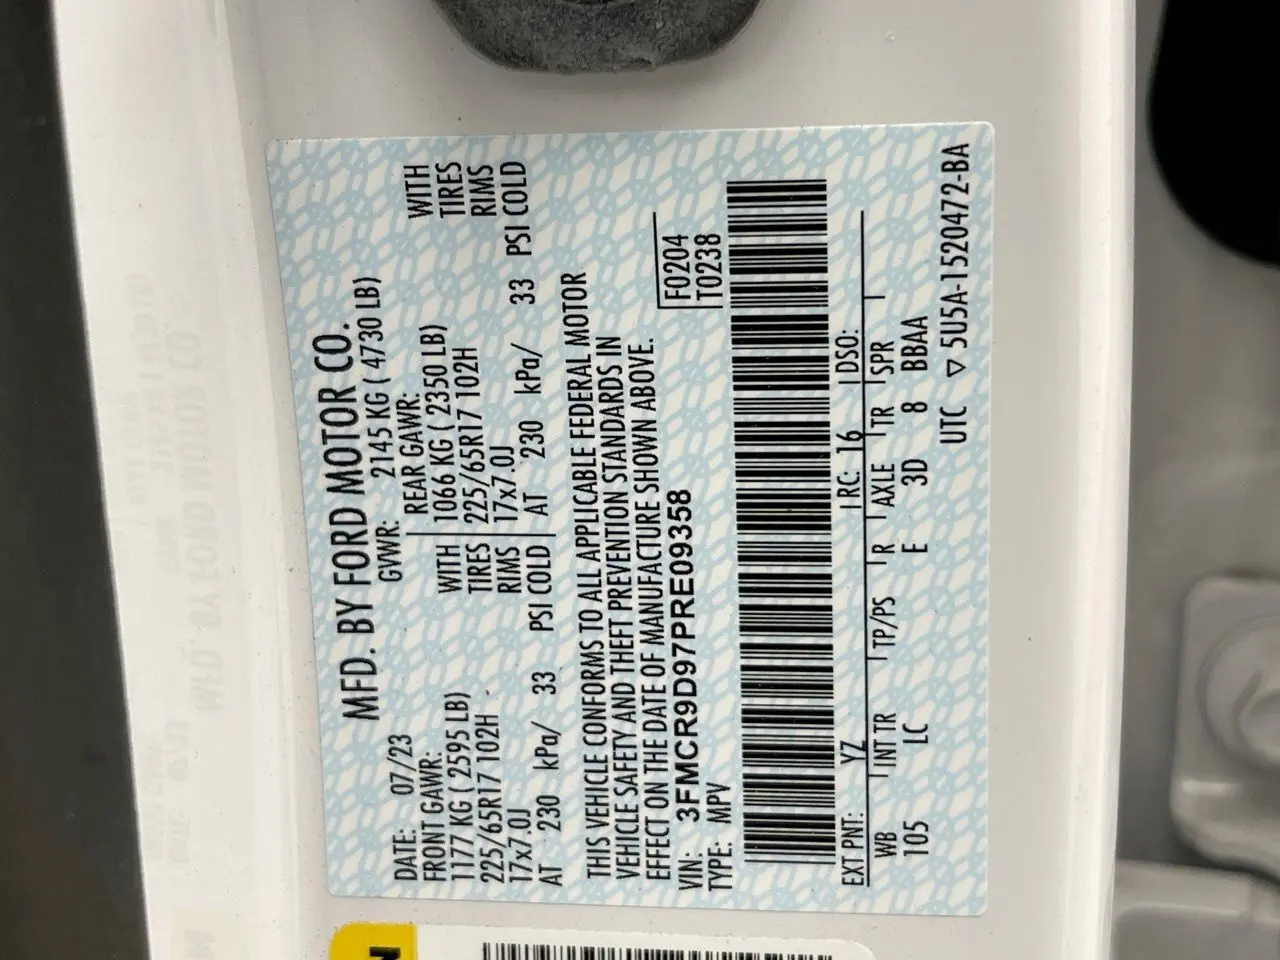 MFD. BY FORD MOTOR CO.
DATE: 07/23 GVWR: 2145 KG ( 4730 LB)
FRONT GAWR: REAR GAWR:
1177 KG ( 2595 LB) WITH 1066 KG ( 2350 LB) WITH
225/65R17 102H TIRES 225/65R17 102H TIRES
17x7.0J RIMS 17x7.0J RIMS
AT 230 kPa/ 33 PSI COLD AT 230 kPa/ 33 PSI COLD
THIS VEHICLE CONFORMS TO ALL APPLICABLE FEDERAL MOTOR
VEHICLE SAFETY AND THEFT PREVENTION STANDARDS IN
EFFECT ON THE DATE OF MANUFACTURE SHOWN ABOVE.
VIN: 3FMCR9D97PRE09358 F0204
TYPE: MPV T0238
EXT PNT: YZ RC: 16 DSO:
WB INT TR TP/PS R AXLE TR SPR
105 LC E 3D 8 BBAA
UTC ▽ 5U5A-1520472-BA
N